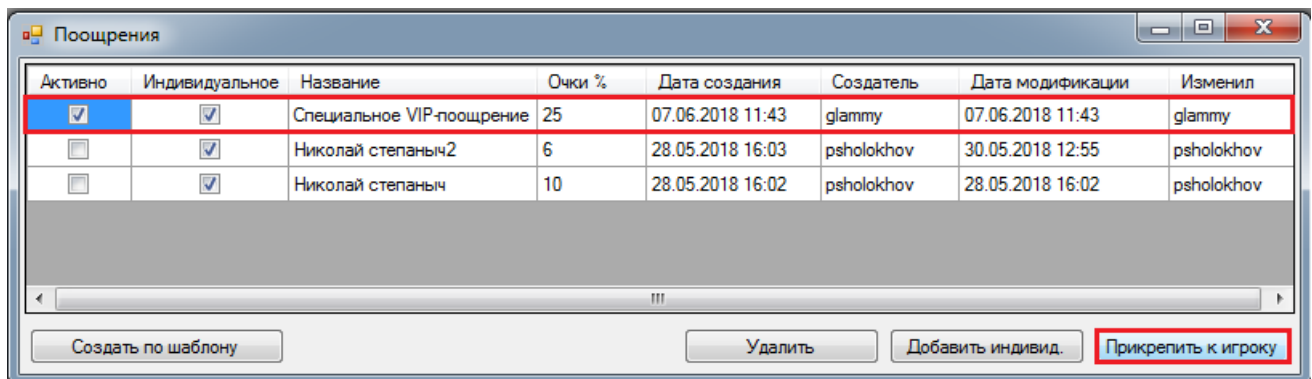 Поощрения
Активно Индивидуальное Название Очки % Дата создания Создатель Дата модификации Изменил
Специальное VIP-поощрение 25 07.06.2018 11:43 glammy 07.06.2018 11:43 glammy
Николай степаныч2 6 28.05.2018 16:03 psholokhov 30.05.2018 12:55 psholokhov
Николай степаныч 10 28.05.2018 16:02 psholokhov 28.05.2018 16:02 psholokhov
Создать по шаблону Удалить Добавить индивид. Прикрепить к игроку